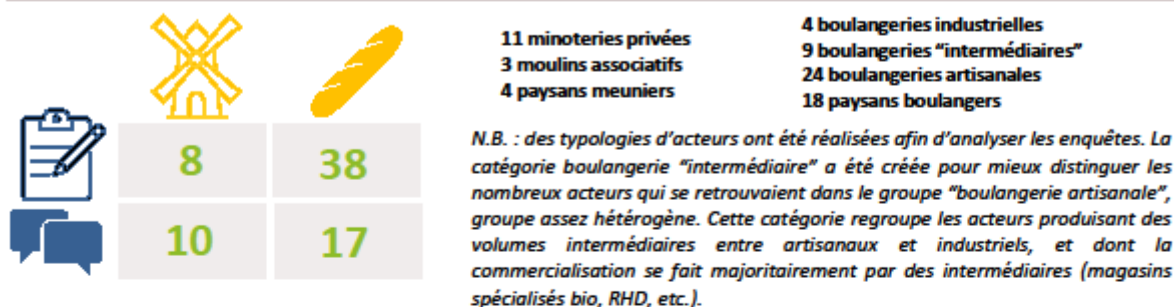 11 minoteries privées
3 moulins associatifs
4 paysans meuniers
4 boulangeries industrielles
9 boulangeries “intermédiaires”
24 boulangeries artisanales
18 paysans boulangers
8 38
10 17
N.B. : des typologies d’acteurs ont été réalisées afin d’analyser les enquêtes. La
catégorie boulangerie “intermédiaire” a été créée pour mieux distinguer les
nombreux acteurs qui se retrouvaient dans le groupe “boulangerie artisanale”,
groupe assez hétérogène. Cette catégorie regroupe les acteurs produisant des
volumes intermédiaires entre artisanaux et industriels, et dont la
commercialisation se fait majoritairement par des intermédiaires (magasins
spécialisés bio, RHD, etc.).